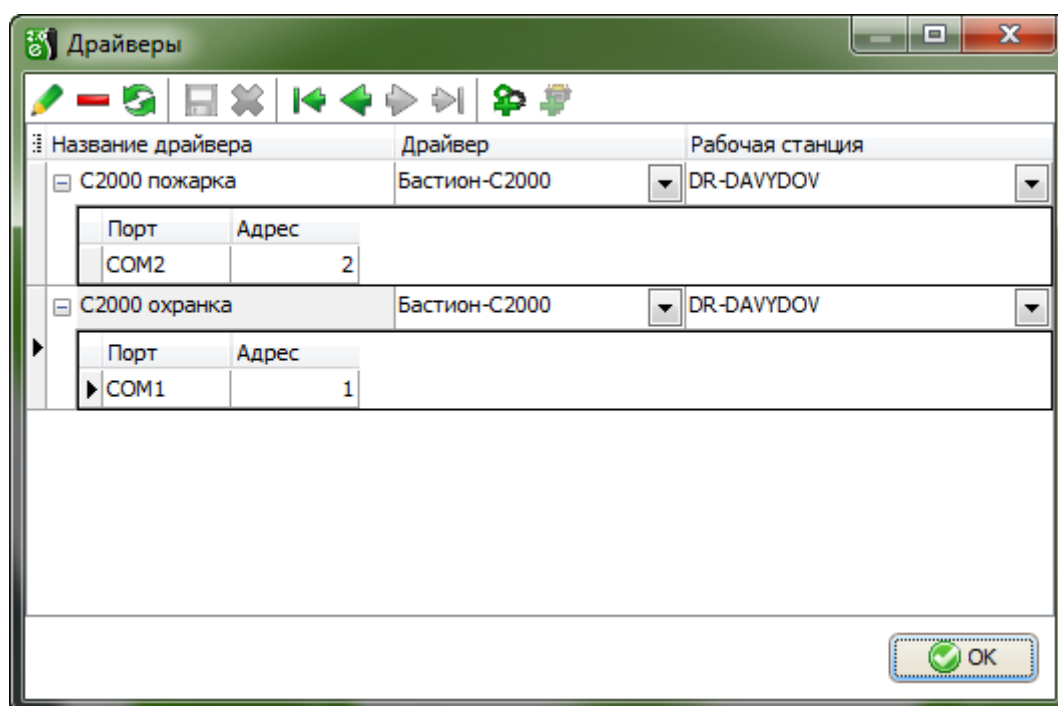 Драйверы
Название драйвера Драйвер Рабочая станция
С2000 пожарка Бастион-С2000 DR-DAVYDOV
Порт Адрес
COM2 2
С2000 охранка Бастион-С2000 DR-DAVYDOV
Порт Адрес
COM1 1
OK